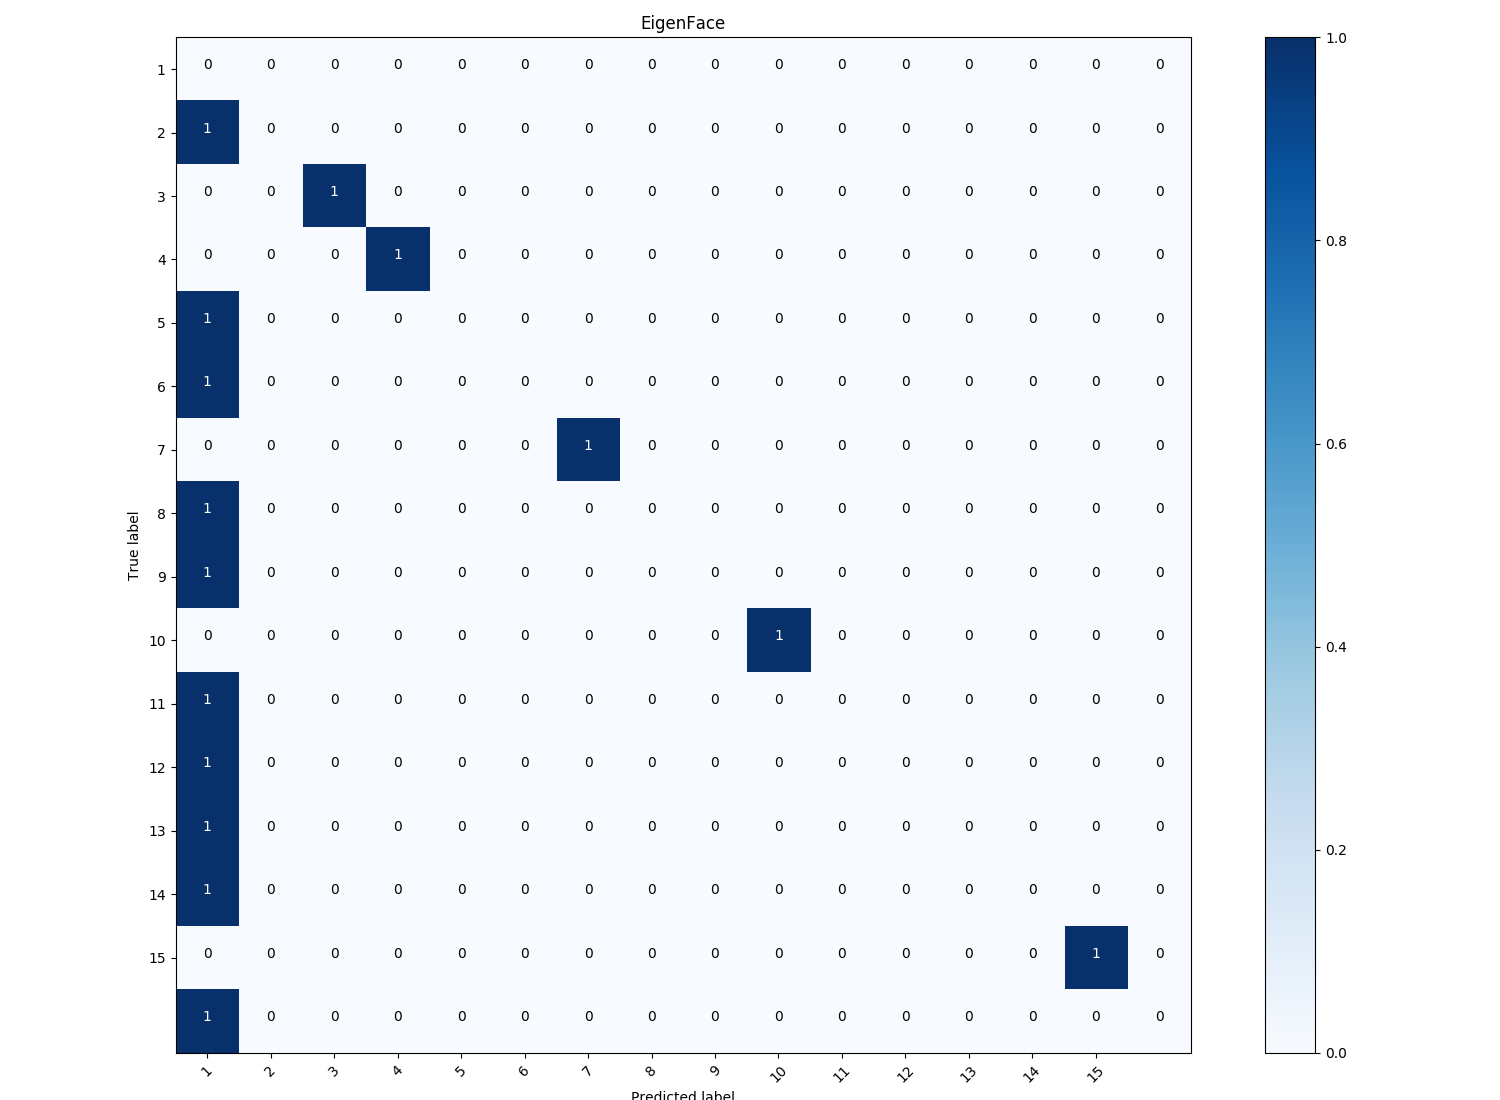 EigenFace
1 0 0 0 0 0 0 0 0 0 0 0 0 0 0 0 0
2 1 0 0 0 0 0 0 0 0 0 0 0 0 0 0 0
3 0 0 1 0 0 0 0 0 0 0 0 0 0 0 0 0
4 0 0 0 1 0 0 0 0 0 0 0 0 0 0 0 0
5 1 0 0 0 0 0 0 0 0 0 0 0 0 0 0 0
6 1 0 0 0 0 0 0 0 0 0 0 0 0 0 0 0
7 0 0 0 0 0 0 1 0 0 0 0 0 0 0 0 0
8 1 0 0 0 0 0 0 0 0 0 0 0 0 0 0 0
9 1 0 0 0 0 0 0 0 0 0 0 0 0 0 0 0
10 0 0 0 0 0 0 0 0 0 1 0 0 0 0 0 0
11 1 0 0 0 0 0 0 0 0 0 0 0 0 0 0 0
12 1 0 0 0 0 0 0 0 0 0 0 0 0 0 0 0
13 1 0 0 0 0 0 0 0 0 0 0 0 0 0 0 0
14 1 0 0 0 0 0 0 0 0 0 0 0 0 0 0 0
15 0 0 0 0 0 0 0 0 0 0 0 0 0 0 1 0
1 0 0 0 0 0 0 0 0 0 0 0 0 0 0 0
1 2 3 4 5 6 7 8 9 10 11 12 13 14 15
True label
Predicted label
1.0
0.8
0.6
0.4
0.2
0.0